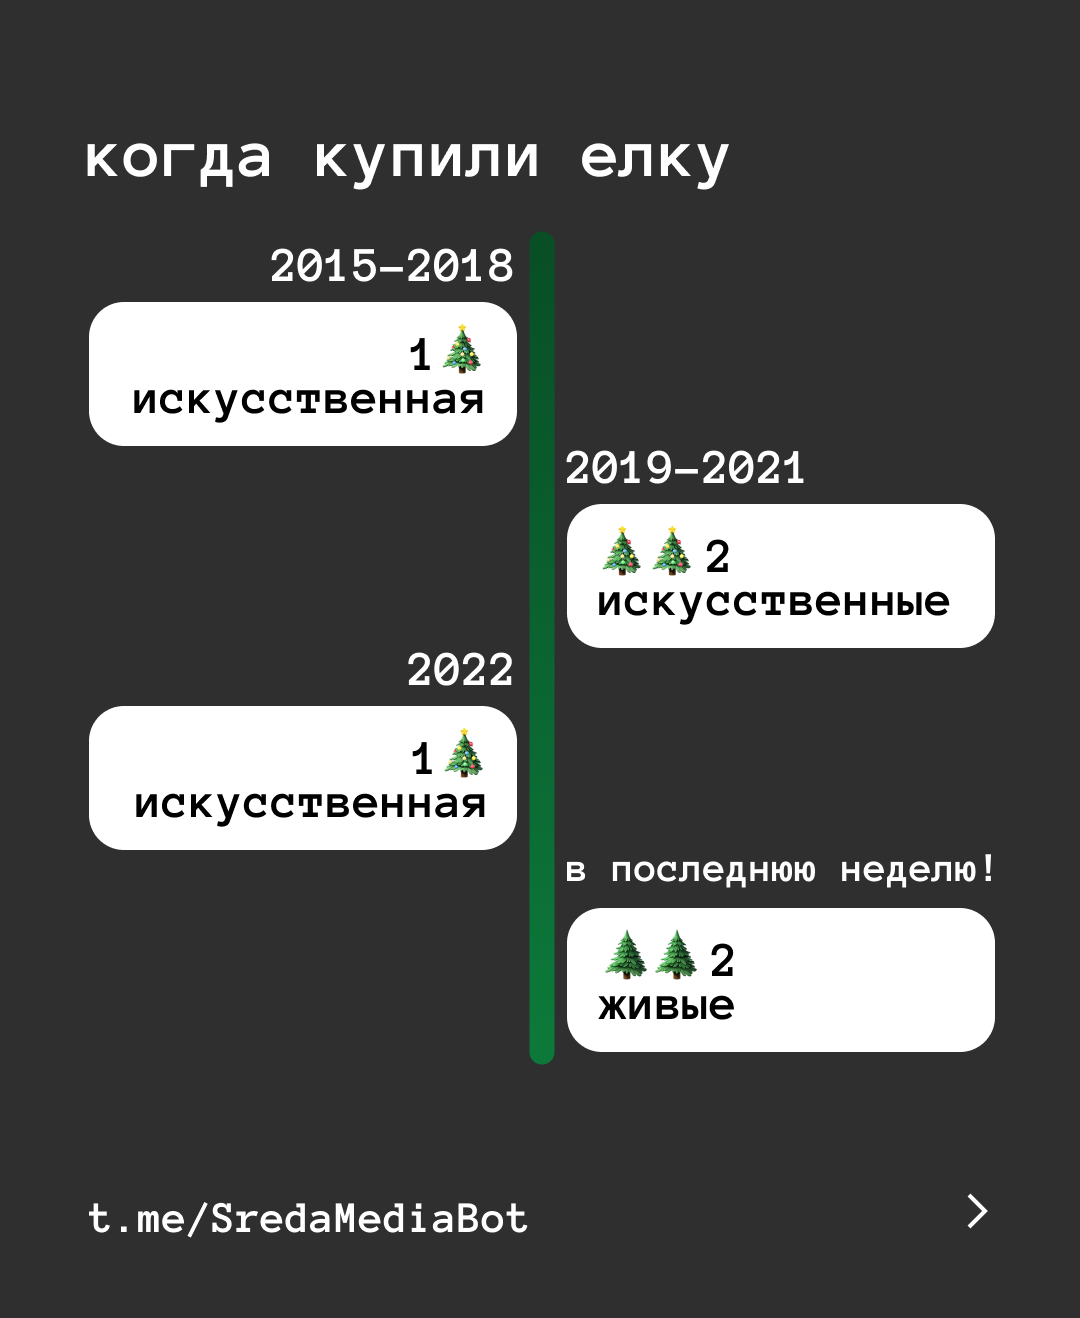 когда купили елку
2015–2018
1🎄
искусственная
2019–2021
🎄🎄2
искусственные
2022
1🎄
искусственная
в последнюю неделю!
🌲🌲2
живые
t.me/SredaMediaBot